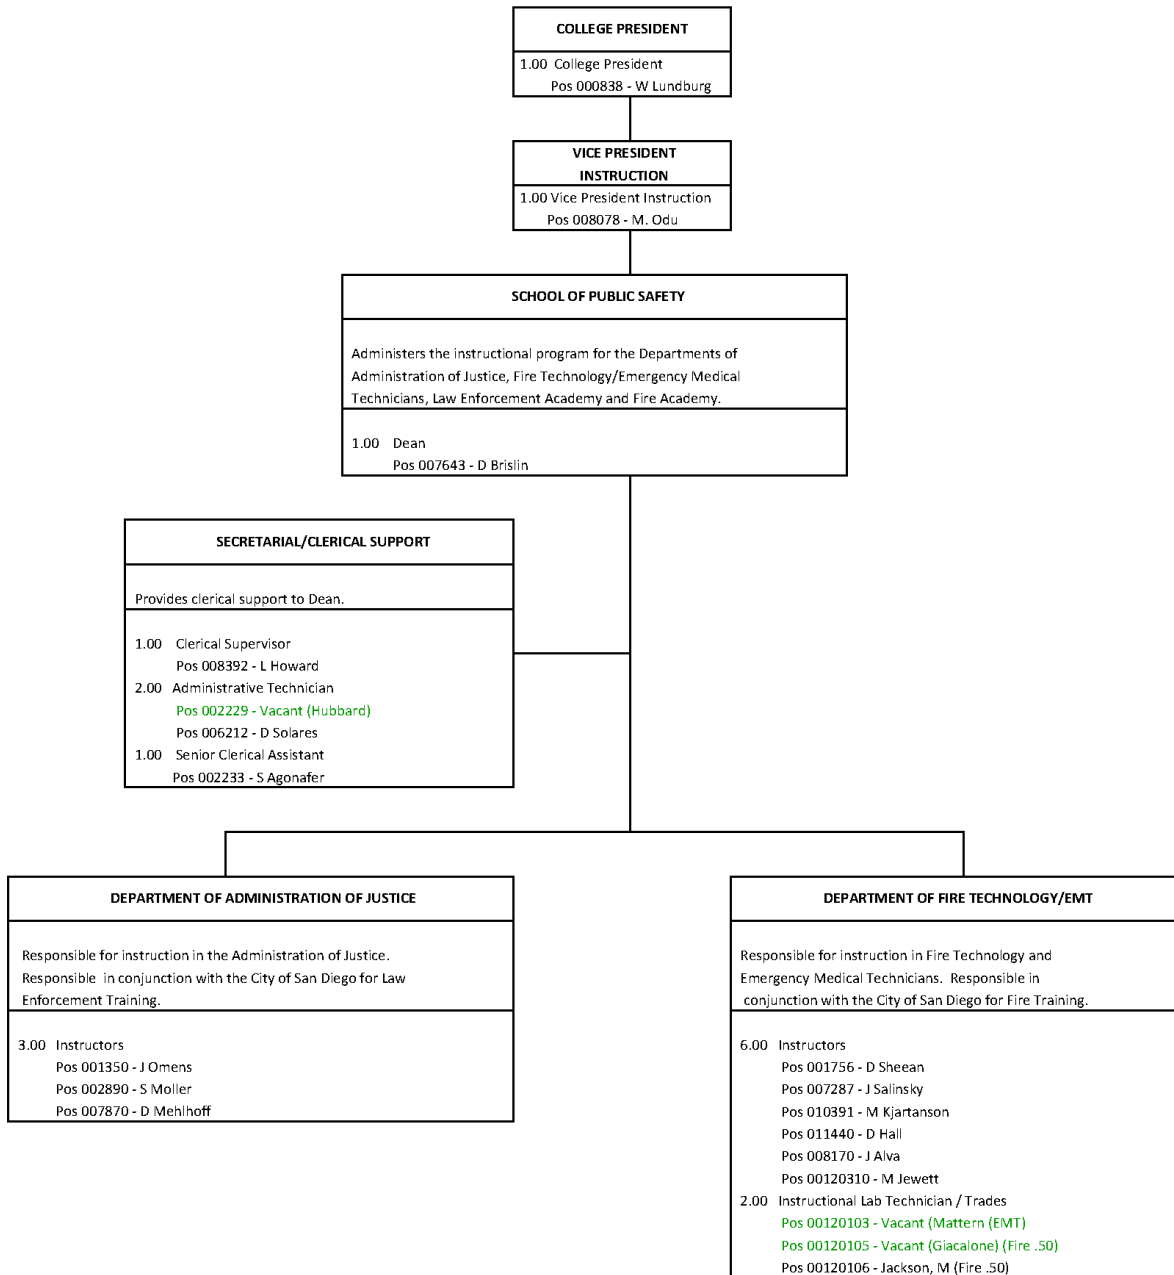 COLLEGE PRESIDENT
1.00 College President
Pos 000838 - W Lundburg
VICE PRESIDENT
INSTRUCTION
1.00 Vice President Instruction
Pos 008078 - M. Odu
SCHOOL OF PUBLIC SAFETY
Administers the instructional program for the Departments of
Administration of Justice, Fire Technology/Emergency Medical
Technicians, Law Enforcement Academy and Fire Academy.
1.00 Dean
Pos 007643 - D Brislin
SECRETARIAL/CLERICAL SUPPORT
Provides clerical support to Dean.
1.00 Clerical Supervisor
Pos 008392 - L Howard
2.00 Administrative Technician
Pos 002229 - Vacant (Hubbard)
Pos 006212 - D Solares
1.00 Senior Clerical Assistant
Pos 002233 - S Agonafer
DEPARTMENT OF ADMINISTRATION OF JUSTICE
Responsible for instruction in the Administration of Justice.
Responsible in conjunction with the City of San Diego for Law
Enforcement Training.
3.00 Instructors
Pos 001350 - J Omens
Pos 002890 - S Moller
Pos 007870 - D Mehlhoff
DEPARTMENT OF FIRE TECHNOLOGY/EMT
Responsible for instruction in Fire Technology and
Emergency Medical Technicians. Responsible in
conjunction with the City of San Diego for Fire Training.
6.00 Instructors
Pos 001756 - D Sheean
Pos 007287 - J Salinsky
Pos 010391 - M Kjartanson
Pos 011440 - D Hall
Pos 008170 - J Alva
Pos 00120310 - M Jewett
2.00 Instructional Lab Technician / Trades
Pos 00120103 - Vacant (Mattern (EMT)
Pos 00120105 - Vacant (Giacalone) (Fire .50)
Pos 00120106 - Jackson, M (Fire .50)